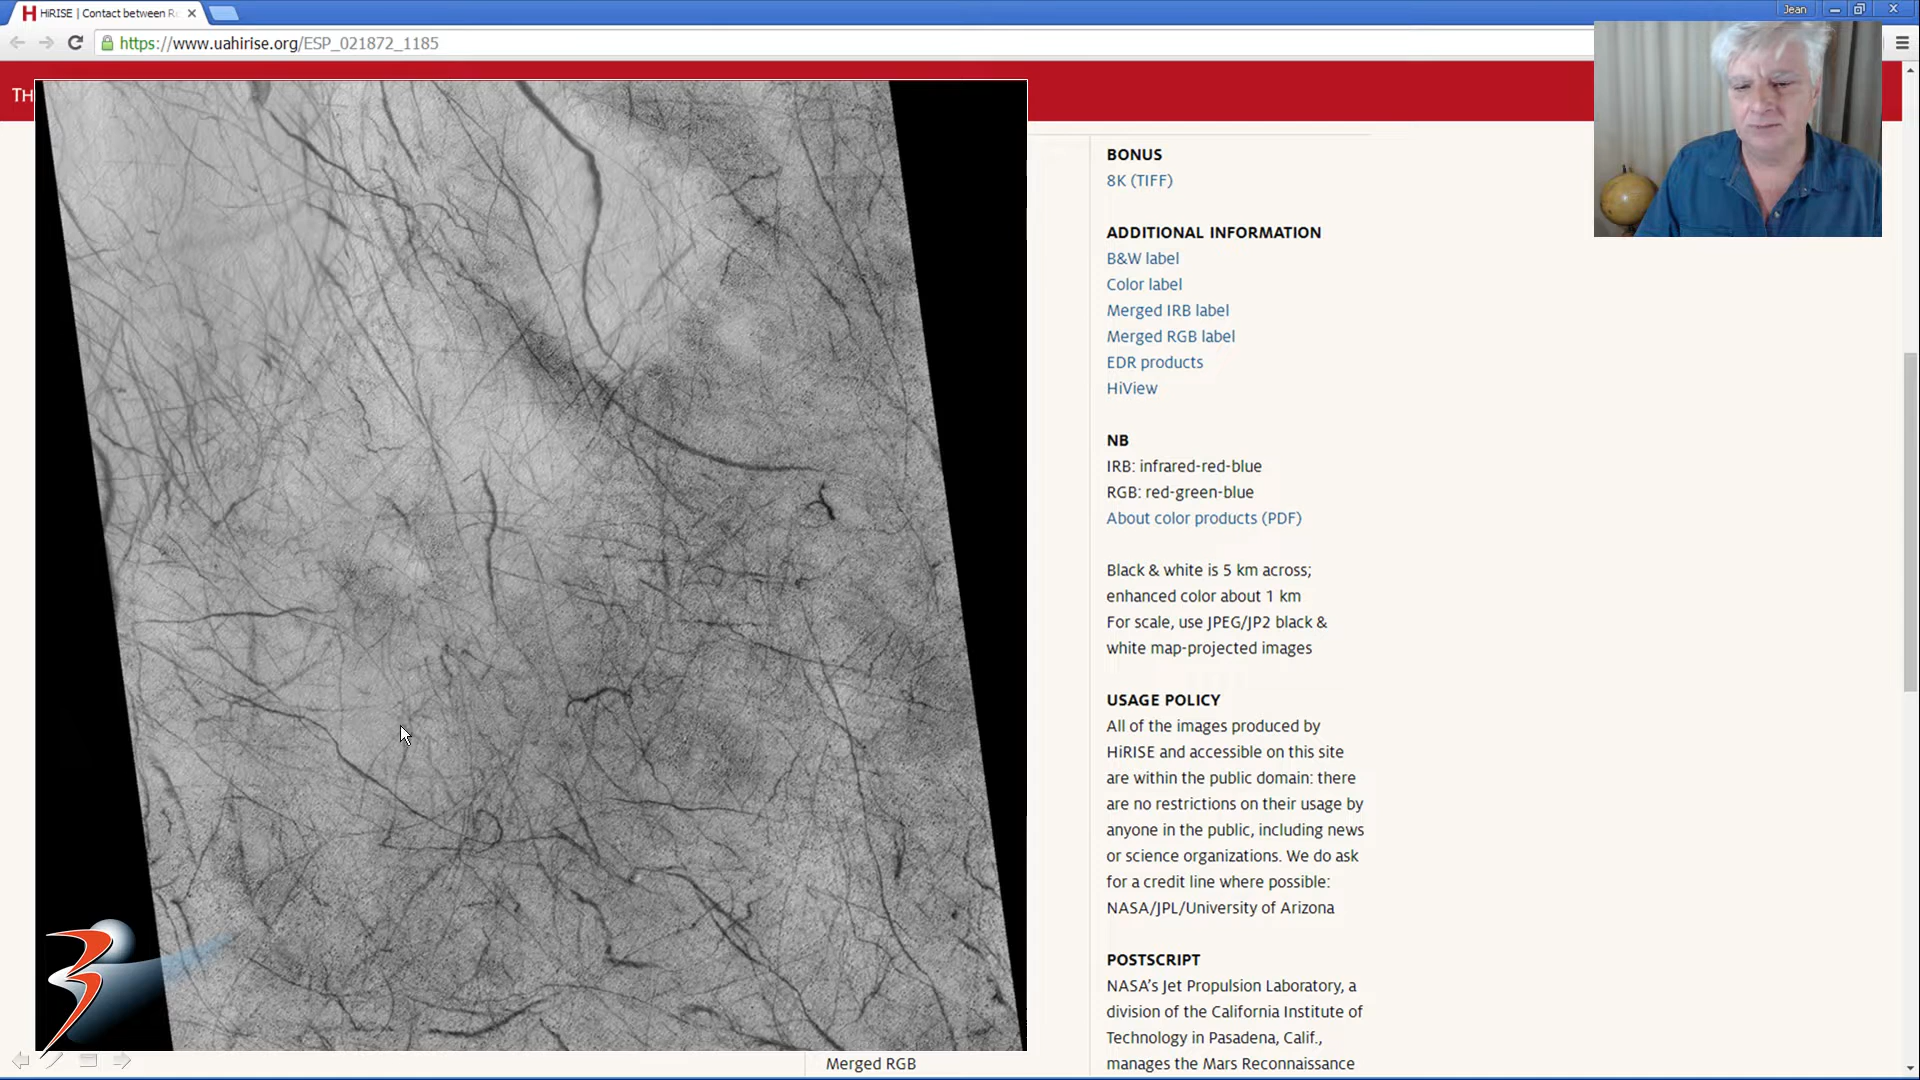 HiRISE | Contact between R
Jean
https://www.uahirise.org/ESP_021872_1185
TH
BONUS
8K (TIFF)
ADDITIONAL INFORMATION
B&W label
Color label
Merged IRB label
Merged RGB label
EDR products
HiView
NB
IRB: infrared-red-blue
RGB: red-green-blue
About color products (PDF)
Black & white is 5 km across;
enhanced color about 1 km
For scale, use JPEG/JP2 black &
white map-projected images
USAGE POLICY
All of the images produced by
HiRISE and accessible on this site
are within the public domain: there
are no restrictions on their usage by
anyone in the public, including news
or science organizations. We do ask
for a credit line where possible:
NASA/JPL/University of Arizona
POSTSCRIPT
NASA’s Jet Propulsion Laboratory, a
division of the California Institute of
Technology in Pasadena, Calif.,
manages the Mars Reconnaissance
Merged RGB